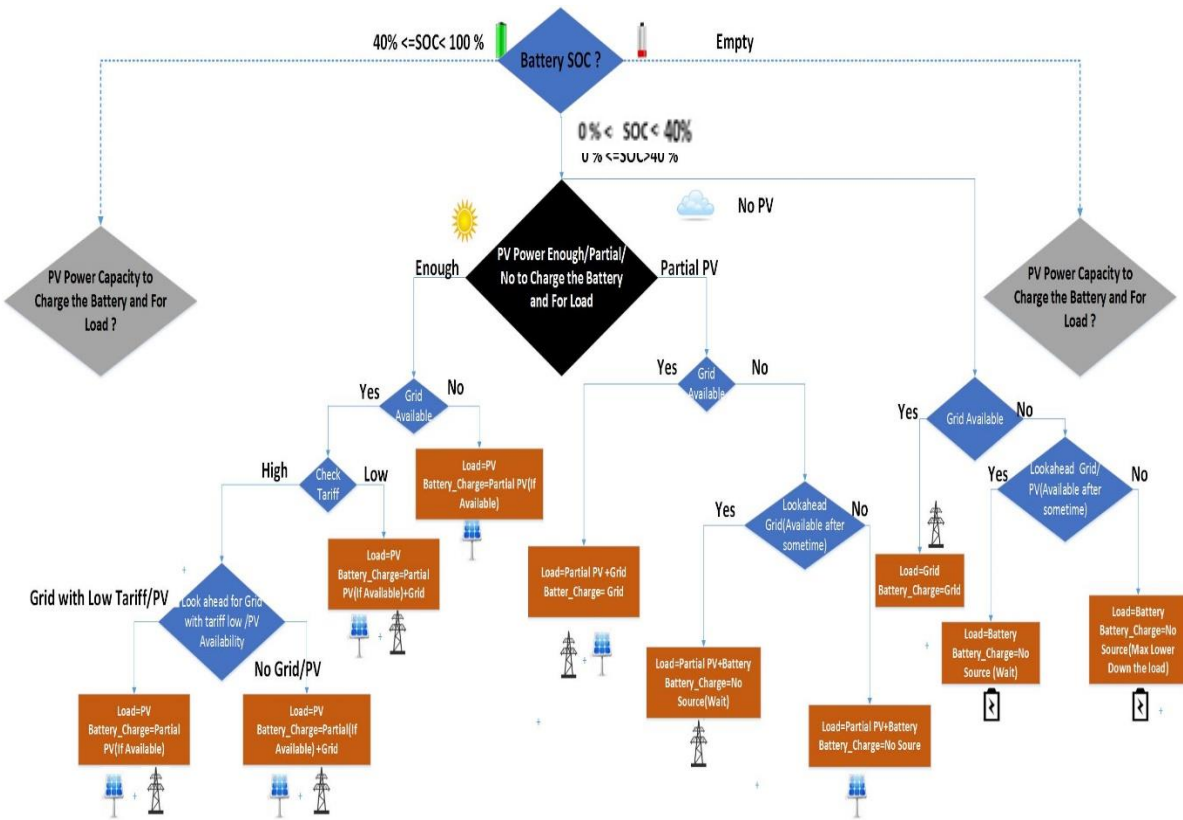 40% <=SOC< 100 %
Battery SOC ?
Empty
0 % < SOC < 40%
0 % <=SOC>40 %
No PV
PV Power Enough/Partial/
No to Charge the Battery
and For Load
Enough
Partial PV
PV Power Capacity to
Charge the Battery and For
Load ?
PV Power Capacity to
Charge the Battery and For
Load ?
Yes
Grid
Available
No
Yes
Grid
Available
No
Yes
Grid Available
No
High
Check
Tariff
Low
Load=PV
Battery_Charge=Partial PV(If
Available)
Yes
Lookahead
Grid(Available after
sometime)
No
Yes
Lookahead Grid/
PV(Available after
sometime)
No
Load=PV
Battery_Charge=Partial
PV(If Available)+Grid
Load=Partial PV +Grid
Batter_Charge= Grid
Load=Grid
Battery_Charge=Grid
Grid with Low Tariff/PV
Look ahead for Grid
with tariff low /PV
Availability
No Grid/PV
Load=Battery
Battery_Charge=No
Source (Wait)
Load=Battery
Battery_Charge=No
Source(Max Lower
Down the load)
Load=PV
Battery_Charge=Partial
PV(If Available)
Load=PV
Battery_Charge=Partial(If
Available) +Grid
Load=Partial PV+Battery
Battery_Charge=No
Source(Wait)
Load=Partial PV+Battery
Battery_Charge=No Soure